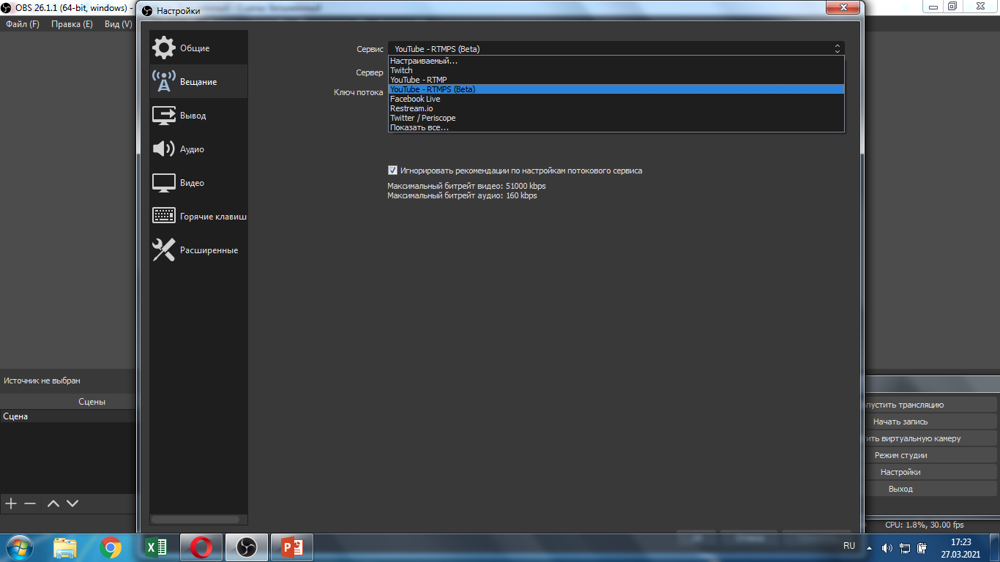 OBS 26.1.1 (64-bit, windows) -
Настройки
Файл (F)
Правка (E)
Вид (V)
Общие
Вещание
Вывод
Аудио
Видео
Горячие клавиш
Расширенные
Сервис
YouTube - RTMPS (Beta)
Сервер
Ключ потока
Настраиваемый...
Twitch
YouTube - RTMP
YouTube - RTMPS (Beta)
Facebook Live
Restream.io
Twitter / Periscope
Показать все...
Игнорировать рекомендации по настройкам потокового сервиса
Максимальный битрейт видео: 51000 kbps
Максимальный битрейт аудио: 160 kbps
Источник не выбран
Сцены
Сцена
апустить трансляцию
Начать запись
ить виртуальную камеру
Режим студии
Настройки
Выход
CPU: 1.8%, 30.00 fps
RU
17:23
27.03.2021